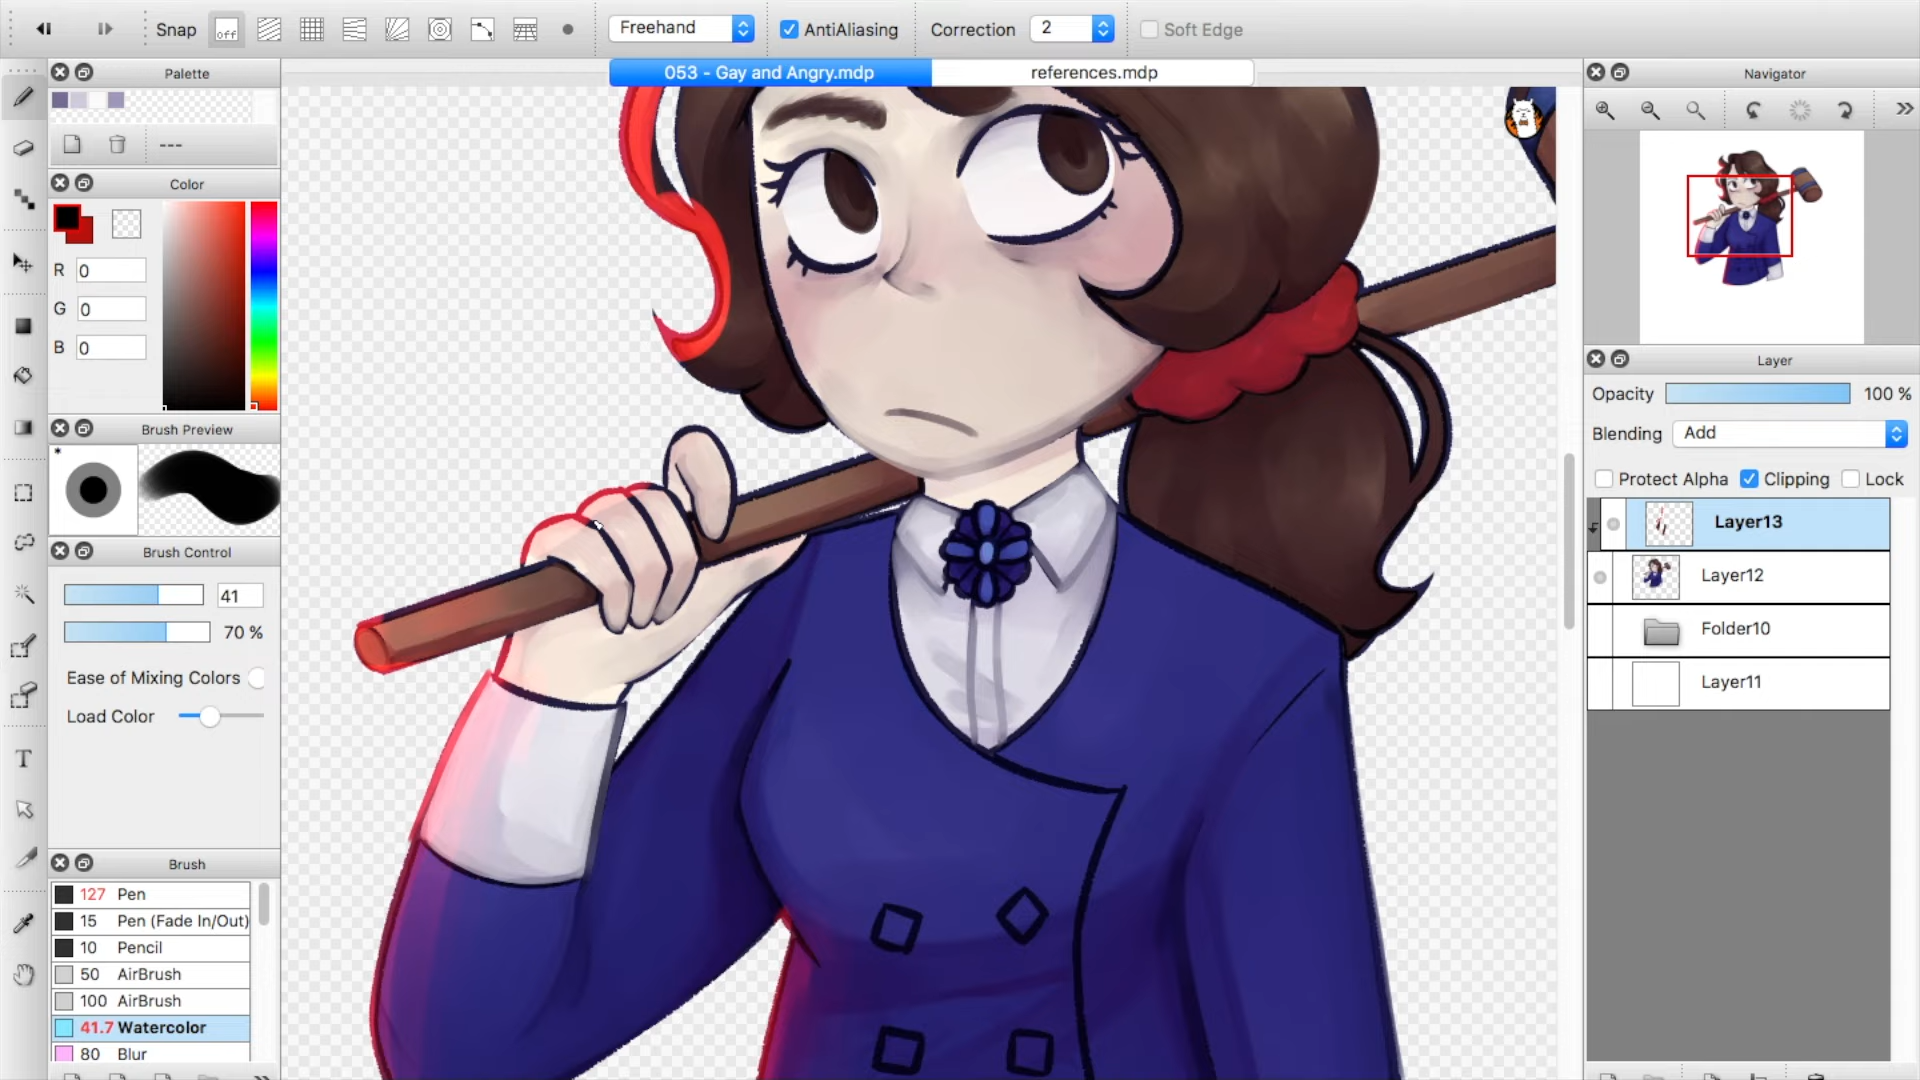 Snap off Freehand AntiAliasing Correction 2 Soft Edge
Palette
053 - Gay and Angry.mdp
references.mdp
Navigator
---
Color
R 0
G 0
B 0
Brush Preview
*
Brush Control
41
70 %
Ease of Mixing Colors
Load Color
Brush
127 Pen
15 Pen (Fade In/Out)
10 Pencil
50 AirBrush
100 AirBrush
41.7 Watercolor
80 Blur
T
Layer
Opacity 100 %
Blending Add
Protect Alpha Clipping Lock
Layer13
Layer12
Folder10
Layer11